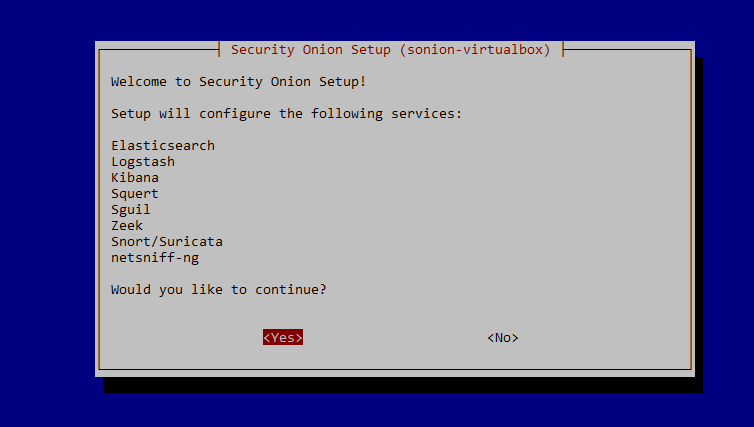 Security Onion Setup (sonion-virtualbox)
Welcome to Security Onion Setup!
Setup will configure the following services:
Elasticsearch
Logstash
Kibana
Squert
Sguil
Zeek
Snort/Suricata
netsniff-ng
Would you like to continue?
<Yes> <No>